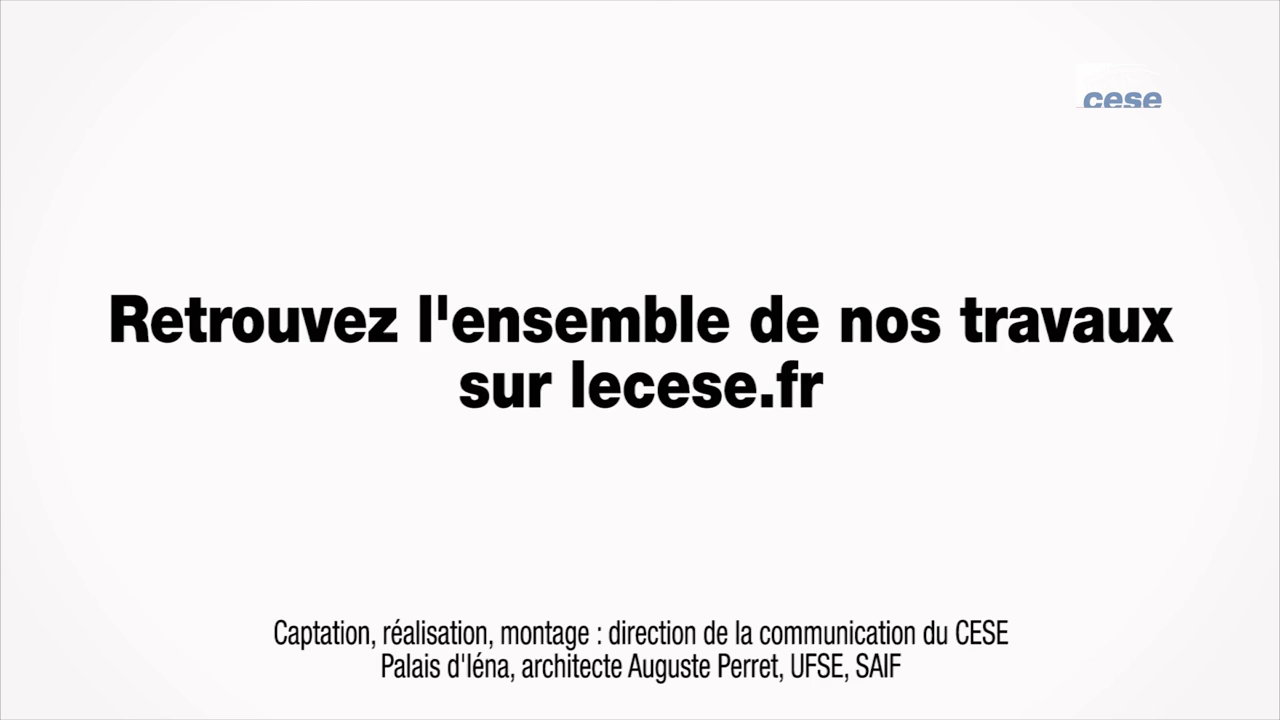 cese
Retrouvez l'ensemble de nos travaux
sur lecese.fr
Captation, réalisation, montage : direction de la communication du CESE
Palais d'Iéna, architecte Auguste Perret, UFSE, SAIF